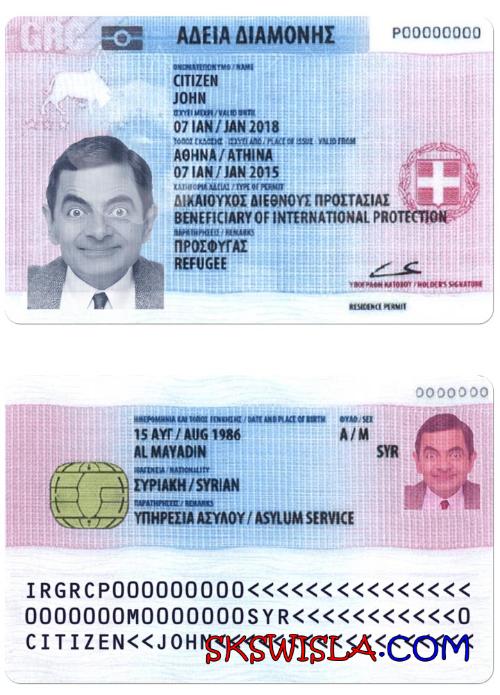 GRC
ΑΔΕΙΑ ΔΙΑΜΟΝΗΣ
P00000000
ΟΝΟΜΑΤΕΠΩΝΥΜΟ / NAME
CITIZEN
JOHN
ΙΣΧΥΕΙ ΜΕΧΡΙ / VALID UNTIL
07 ΙΑΝ / JAN 2018
ΤΟΠΟΣ ΕΚΔΟΣΗΣ - ΙΣΧΥΕΙ ΑΠΟ / PLACE OF ISSUE - VALID FROM
ΑΘΗΝΑ / ATHINA
07 ΙΑΝ / JAN 2015
ΚΑΤΗΓΟΡΙΑ ΑΔΕΙΑΣ / TYPE OF PERMIT
ΔΙΚΑΙΟΥΧΟΣ ΔΙΕΘΝΟΥΣ ΠΡΟΣΤΑΣΙΑΣ
BENEFICIARY OF INTERNATIONAL PROTECTION
ΠΑΡΑΤΗΡΗΣΕΙΣ / REMARKS
ΠΡΟΣΦΥΓΑΣ
REFUGEE
ΥΠΟΓΡΑΦΗ ΚΑΤΟΧΟΥ / HOLDER'S SIGNATURE
RESIDENCE PERMIT
0000000
ΗΜΕΡΟΜΗΝΙΑ ΚΑΙ ΤΟΠΟΣ ΓΕΝΝΗΣΗΣ / DATE AND PLACE OF BIRTH ΦΥΛΟ / SEX
15 ΑΥΓ / AUG 1986 Α / M
AL MAYADIN SYR
ΙΘΑΓΕΝΕΙΑ / NATIONALITY
ΣΥΡΙΑΚΗ / SYRIAN
ΠΑΡΑΤΗΡΗΣΕΙΣ / REMARKS
ΥΠΗΡΕΣΙΑ ΑΣΥΛΟΥ / ASYLUM SERVICE
IRGRCP000000000<<<<<<<<<<<<<<<
0000000M0000000SYR<<<<<<<<<<<0
CITIZEN<<JOHN<<<<<<<<<<<<<<<<<
SKSWISLA.COM